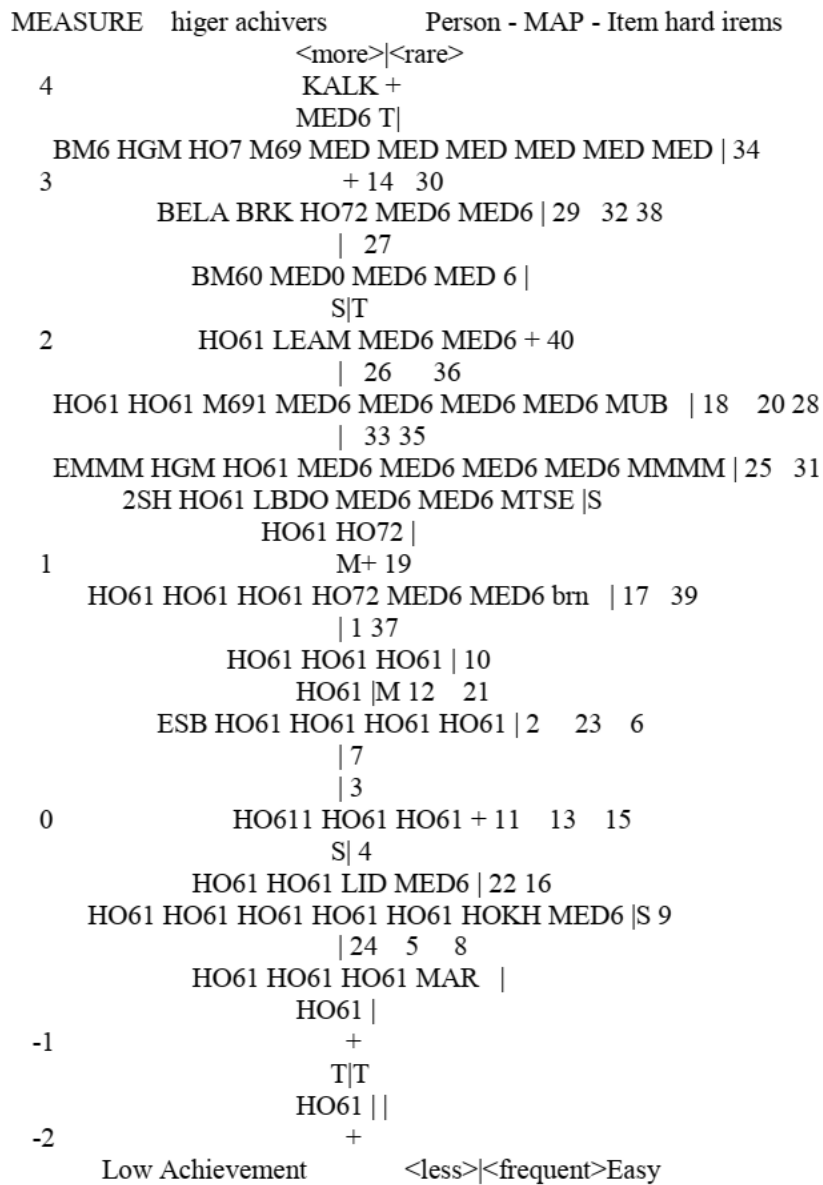 MEASURE higer achivers Person - MAP - Item hard irems
<more>|<rare>
4 KALK +
MED6 T|
BM6 HGM HO7 M69 MED MED MED MED MED MED | 34
3 + 14 30
BELA BRK HO72 MED6 MED6 | 29 32 38
| 27
BM60 MED0 MED6 MED 6 |
S|T
2 HO61 LEAM MED6 MED6 + 40
| 26 36
HO61 HO61 M691 MED6 MED6 MED6 MED6 MUB | 18 20 28
| 33 35
EMMM HGM HO61 MED6 MED6 MED6 MED6 MMMM | 25 31
2SH HO61 LBDO MED6 MED6 MTSE |S
HO61 HO72 |
1 M+ 19
HO61 HO61 HO61 HO72 MED6 MED6 brn | 17 39
| 1 37
HO61 HO61 HO61 | 10
HO61 |M 12 21
ESB HO61 HO61 HO61 HO61 | 2 23 6
| 7
| 3
0 HO611 HO61 HO61 + 11 13 15
S| 4
HO61 HO61 LID MED6 | 22 16
HO61 HO61 HO61 HO61 HO61 HOKH MED6 |S 9
| 24 5 8
HO61 HO61 HO61 MAR |
HO61 |
-1 +
T|T
HO61 | |
-2 +
Low Achievement <less>|<frequent>Easy